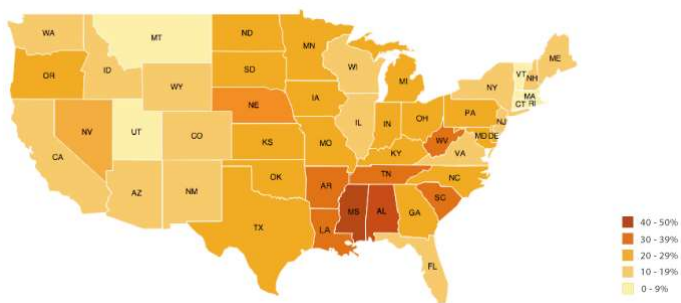 WA
MT
ND
MN
OR
ID
SD
WI
MI
NY
VT
NH
ME
WY
NE
IA
MA
CT RI
NV
UT
CO
IL
IN
OH
PA
NJ
CA
KS
MO
KY
WV
VA
MD DE
AZ
NM
OK
AR
TN
NC
SC
TX
LA
MS
AL
GA
FL
40 - 50%
30 - 39%
20 - 29%
10 - 19%
0 - 9%